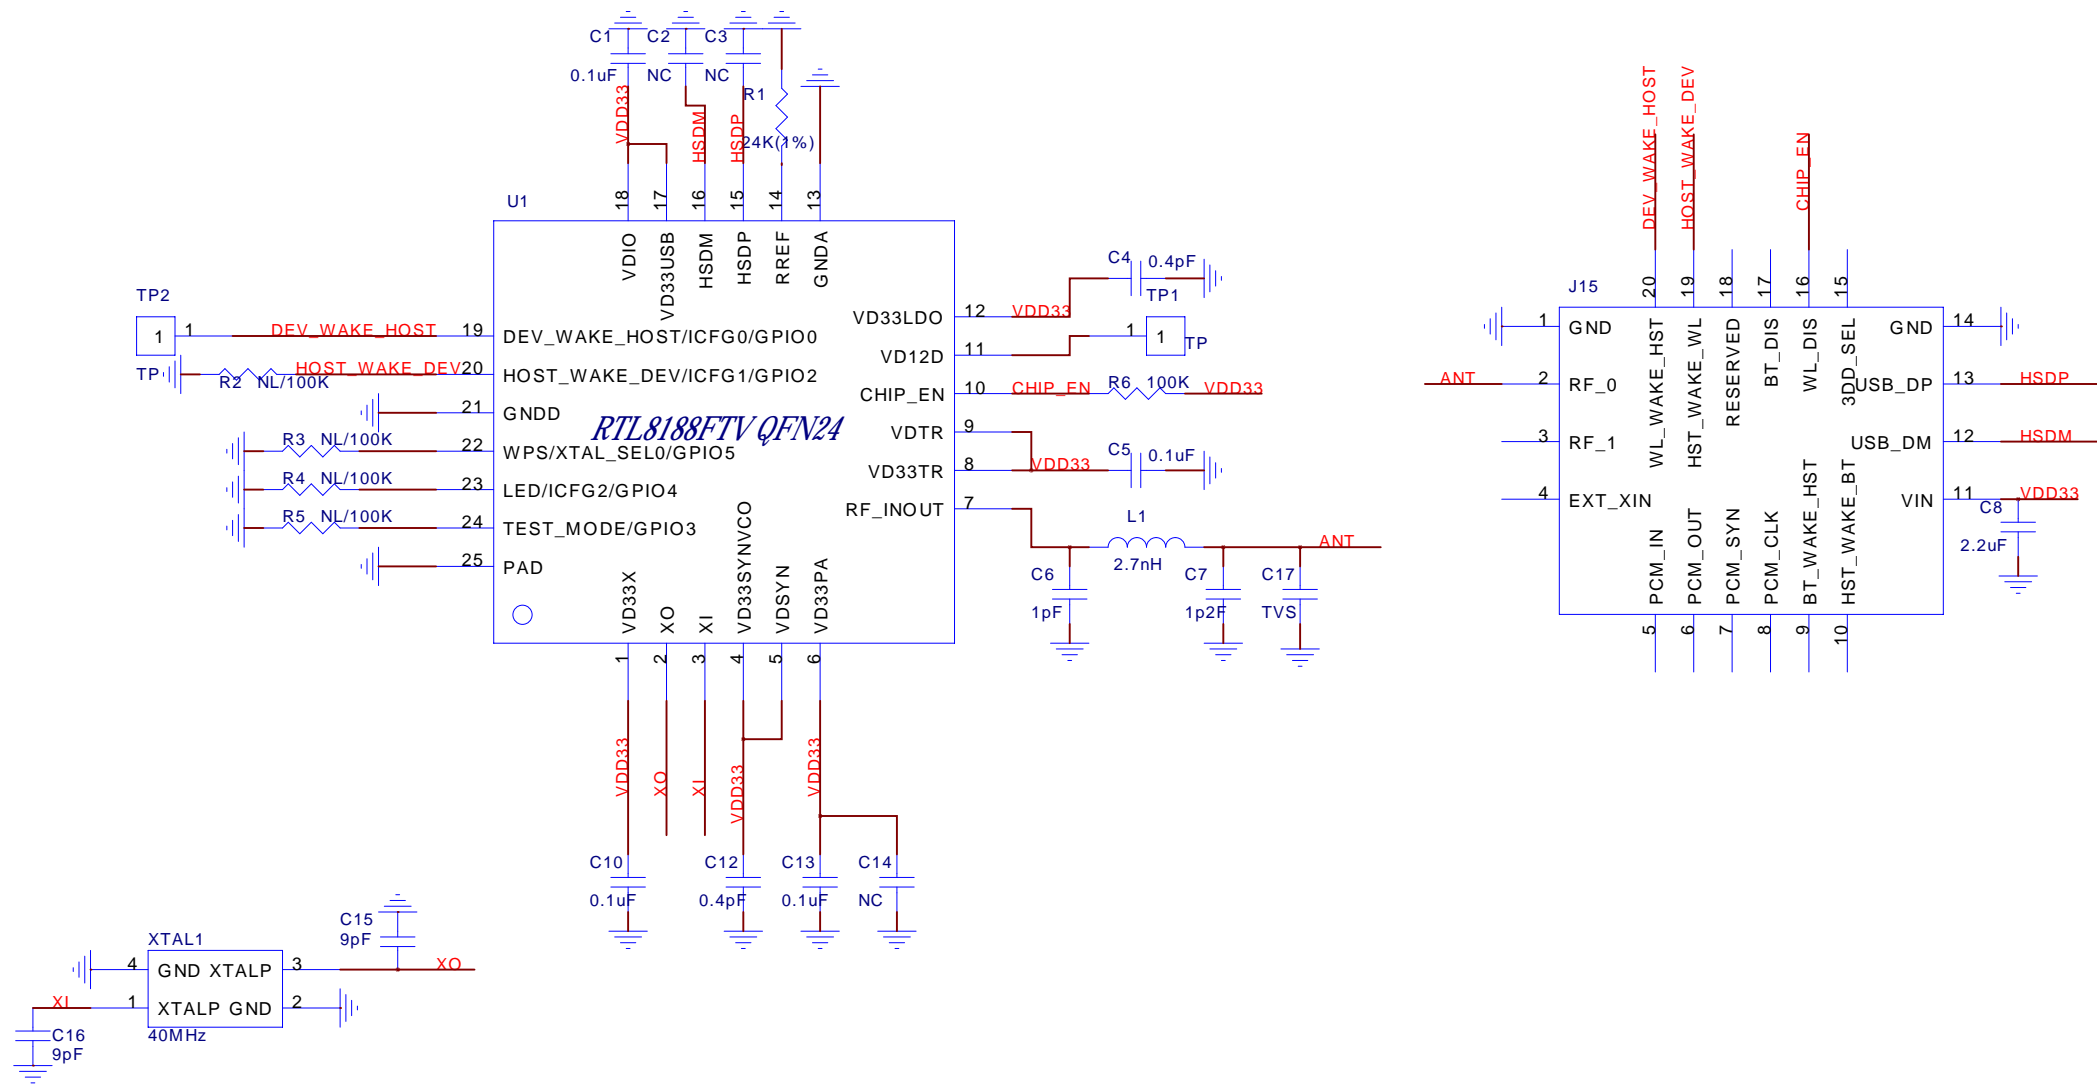 C1
C2
C3
0.1uF
NC
NC
R1
24K(1%)
VDD33
HSDM
HSDP
18
17
16
15
14
13
U1
VDIO
VD33USB
HSDM
HSDP
RREF
GNDA
TP2
1
1
DEV_WAKE_HOST
19
DEV_WAKE_HOST/ICFG0/GPIO0
TP
R2
NL/100K
HOST_WAKE_DEV
20
HOST_WAKE_DEV/ICFG1/GPIO2
21
GNDD
R3
NL/100K
22
WPS/XTAL_SEL0/GPIO5
R4
NL/100K
23
LED/ICFG2/GPIO4
R5
NL/100K
24
TEST_MODE/GPIO3
25
PAD
RTL8188FTV QFN24
VD33LDO
12
VDD33
C4
0.4pF
TP1
VD12D
11
1
1
TP
CHIP_EN
10
CHIP_EN
R6
100K
VDD33
VDTR
9
VD33TR
8
VDD33
C5
0.1uF
RF_INOUT
7
L1
2.7nH
ANT
C6
1pF
C7
1p2F
C17
TVS
VD33X
XO
XI
VD33SYNVCO
VDSYN
VD33PA
1
2
3
4
5
6
VDD33
XO
XI
VDD33
VDD33
C10
0.1uF
C12
0.4pF
C13
0.1uF
C14
NC
XTAL1
C15
9pF
4
GND
XTALP
3
XO
XI
1
XTALP
GND
2
40MHz
C16
9pF
DEV_WAKE_HOST
HOST_WAKE_DEV
CHIP_EN
20
19
18
17
16
15
J15
WL_WAKE_HST
HST_WAKE_WL
RESERVED
BT_DIS
WL_DIS
3DD_SEL
1
GND
ANT
2
RF_0
3
RF_1
4
EXT_XIN
GND
14
USB_DP
13
HSDP
USB_DM
12
HSDM
VIN
11
VDD33
C8
2.2uF
PCM_IN
PCM_OUT
PCM_SYN
PCM_CLK
BT_WAKE_HST
HST_WAKE_BT
5
6
7
8
9
10